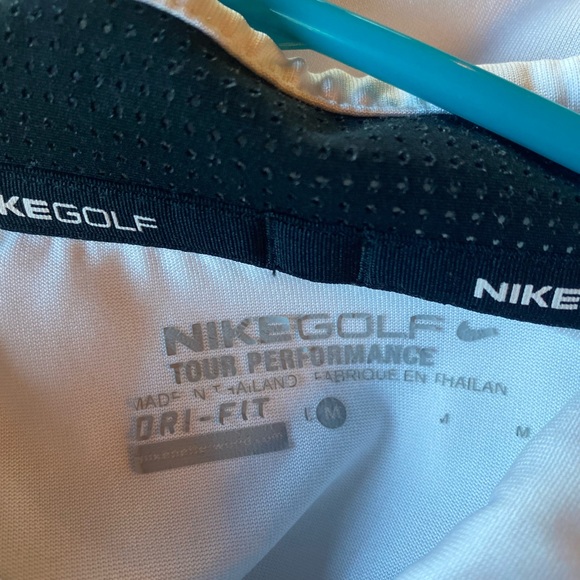 KEGOLF
NIKE
NIKEGOLF
TOUR PERFORMANCE
MADE IN THAILAND FABRIQUE EN THAILAN
DRI-FIT M
M